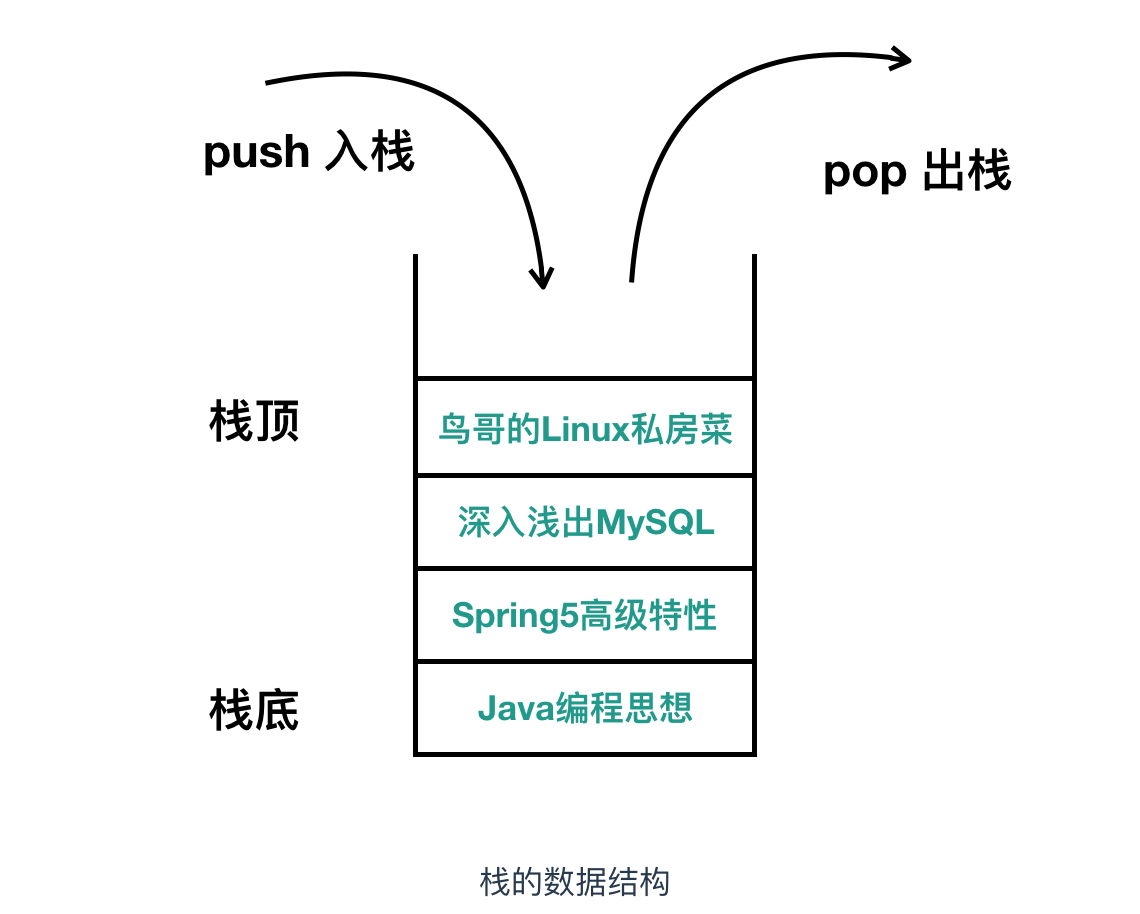 push 入栈
pop 出栈
栈顶
鸟哥的Linux私房菜
深入浅出MySQL
Spring5高级特性
栈底
Java编程思想
栈的数据结构